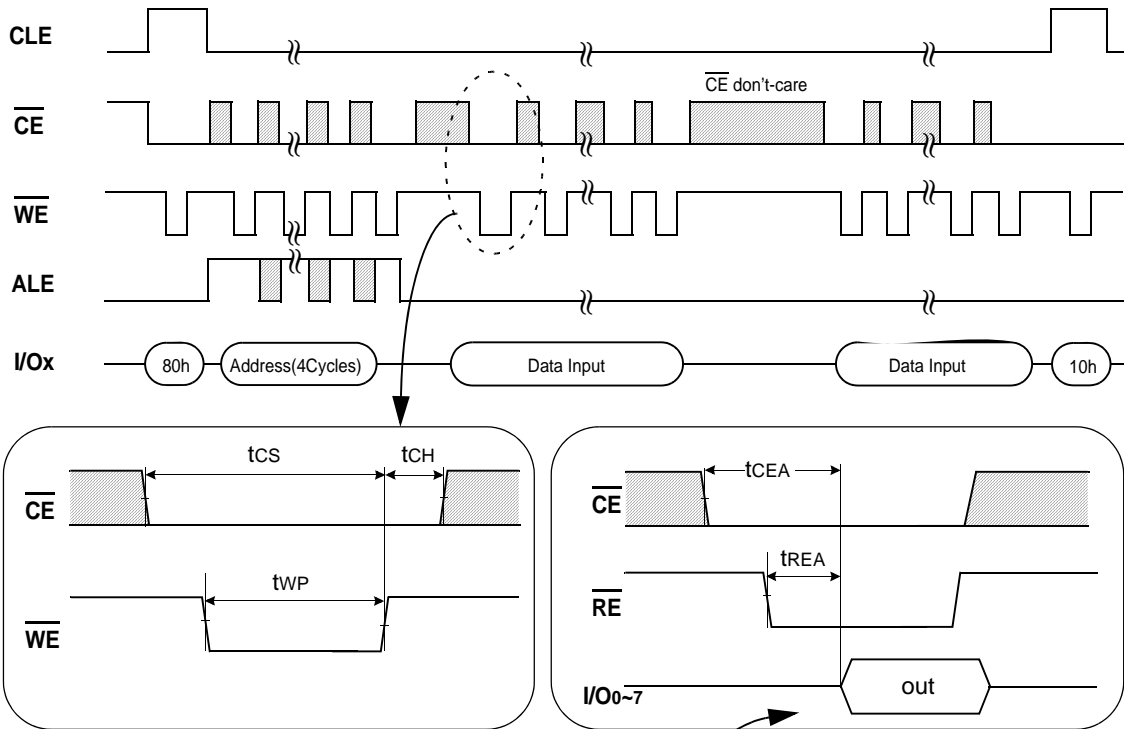 CLE
CE don't-care
CE
WE
ALE
I/Ox
80h
Address(4Cycles)
Data Input
Data Input
10h
tCS
tCH
CE
tWP
WE
tCEA
CE
tREA
RE
I/O0~7
out